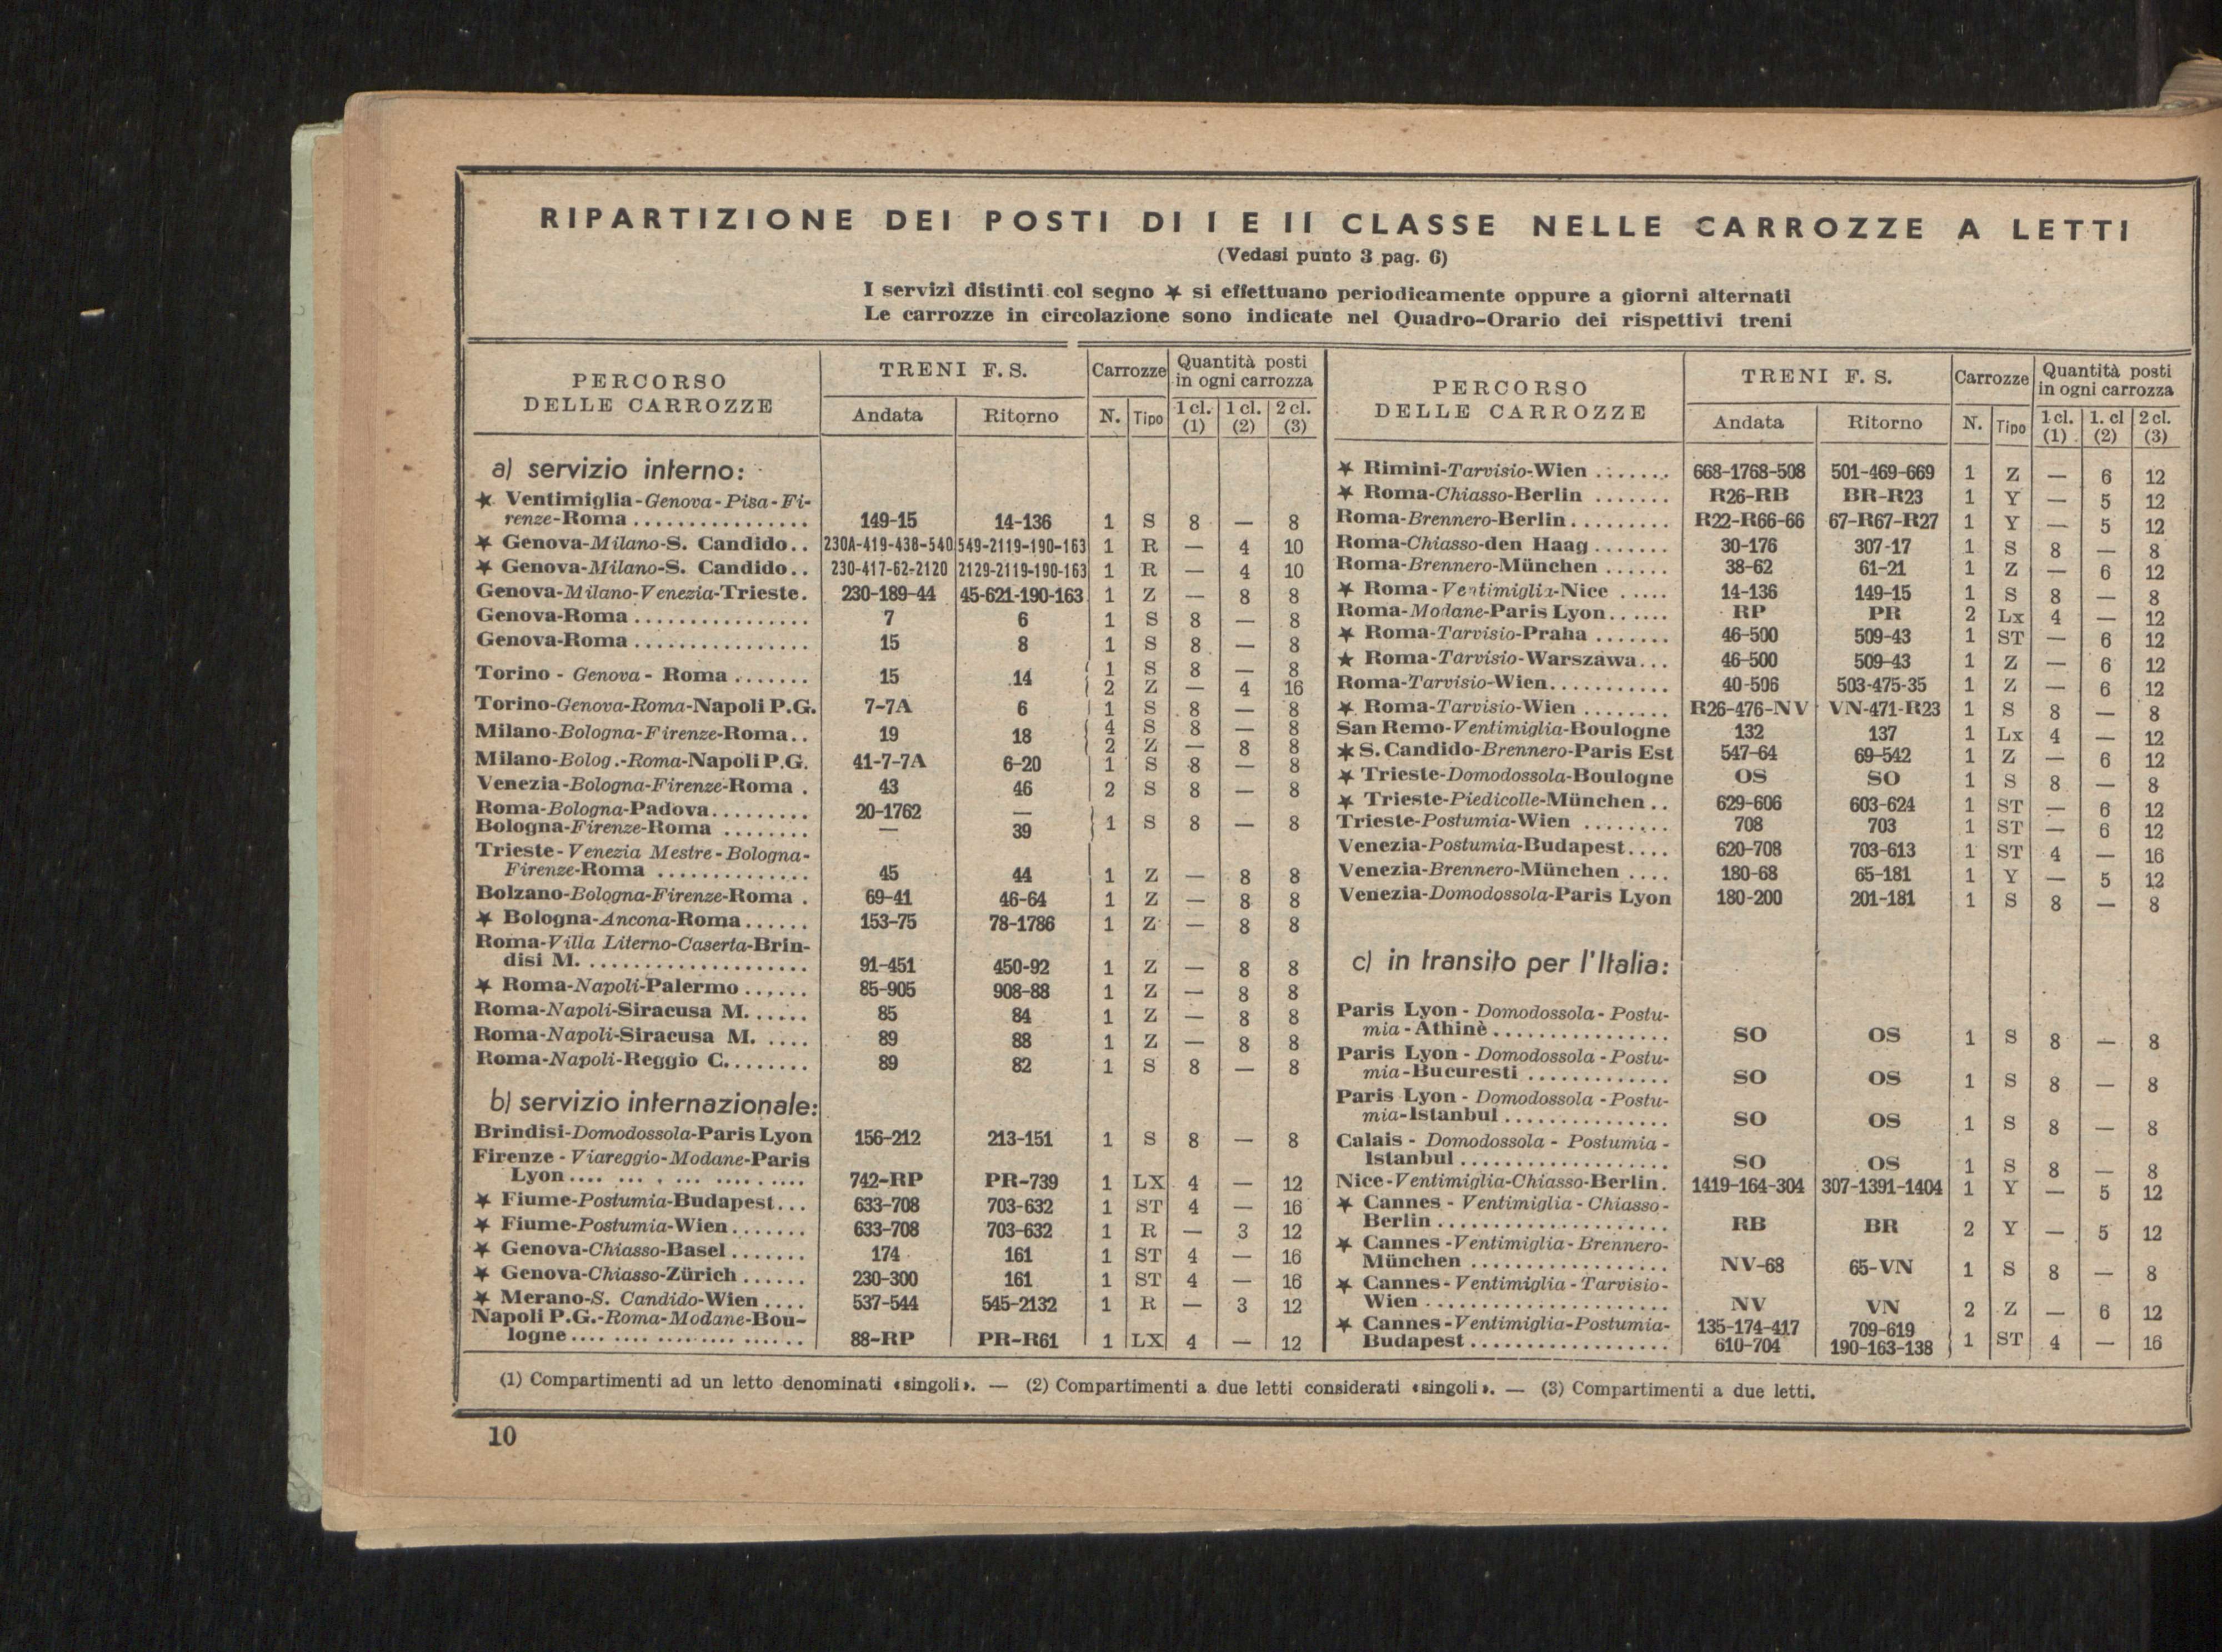 RIPARTIZIONE DEI POSTI DI I E II CLASSE NELLE CARROZZE A LETTI
(Vedasi punto 3 pag. 6)
I servizi distinti col segno ★ si effettuano periodicamente oppure a giorni alternati
Le carrozze in circolazione sono indicate nel Quadro-Orario dei rispettivi treni
PERCORSO DELLE CARROZZE | TRENI F. S. | Carrozze | Quantità posti in ogni carrozza
Andata | Ritorno | N. | Tipo | 1 cl. (1) | 1 cl. (2) | 2 cl. (3)
a) servizio interno:
★ Ventimiglia-Genova-Pisa-Fi-
renze-Roma ............... 149-15 14-136 1 S 8 — 8
★ Genova-Milano-S. Candido.. 230A-419-438-540 549-2119-190-163 1 R — 4 10
★ Genova-Milano-S. Candido.. 230-417-62-2120 2129-2119-190-163 1 R — 4 10
Genova-Milano-Venezia-Trieste. 230-189-44 45-621-190-163 1 Z — 8 8
Genova-Roma ............... 7 6 1 S 8 — 8
Genova-Roma ............... 15 8 1 S 8 — 8
Torino - Genova - Roma ....... 15 14 1 S 8 — 8
2 Z — 4 16
Torino-Genova-Roma-Napoli P.G. 7-7A 6 1 S 8 — 8
Milano-Bologna-Firenze-Roma.. 19 18 4 S 8 — 8
2 Z — 8 8
Milano-Bolog.-Roma-Napoli P.G. 41-7-7A 6-20 1 S 8 — 8
Venezia-Bologna-Firenze-Roma . 43 46 2 S 8 — 8
Roma-Bologna-Padova......... 20-1762 —
Bologna-Firenze-Roma ........ — 39 1 S 8 — 8
Trieste-Venezia Mestre-Bologna-
Firenze-Roma .............. 45 44 1 Z — 8 8
Bolzano-Bologna-Firenze-Roma . 69-41 46-64 1 Z — 8 8
★ Bologna-Ancona-Roma...... 153-75 78-1786 1 Z — 8 8
Roma-Villa Literno-Caserta-Brin-
disi M. .................... 91-451 450-92 1 Z — 8 8
★ Roma-Napoli-Palermo ...... 85-905 908-88 1 Z — 8 8
Roma-Napoli-Siracusa M...... 85 84 1 Z — 8 8
Roma-Napoli-Siracusa M. .... 89 88 1 Z — 8 8
Roma-Napoli-Reggio C........ 89 82 1 S 8 — 8
b) servizio internazionale:
Brindisi-Domodossola-Paris Lyon 156-212 213-151 1 S 8 — 8
Firenze - Viareggio-Modane-Paris
Lyon.... ... . ... ......... 742-RP PR-739 1 LX 4 — 12
★ Fiume-Postumia-Budapest... 633-708 703-632 1 ST 4 — 16
★ Fiume-Postumia-Wien....... 633-708 703-632 1 R — 3 12
★ Genova-Chiasso-Basel ....... 174 161 1 ST 4 — 16
★ Genova-Chiasso-Zürich ...... 230-300 161 1 ST 4 — 16
★ Merano-S. Candido-Wien .... 537-544 545-2132 1 R — 3 12
Napoli P.G.-Roma-Modane-Bou-
logne .... .... .... .... ...... 88-RP PR-R61 1 LX 4 — 12
PERCORSO DELLE CARROZZE | TRENI F. S. | Carrozze | Quantità posti in ogni carrozza
Andata | Ritorno | N. | Tipo | 1 cl. (1) | 1. cl (2) | 2 cl. (3)
★ Rimini-Tarvisio-Wien ....... 668-1768-508 501-469-669 1 Z — 6 12
★ Roma-Chiasso-Berlin ....... R26-RB BR-R23 1 Y — 5 12
Roma-Brennero-Berlin......... R22-R66-66 67-R67-R27 1 Y — 5 12
Roma-Chiasso-den Haag ....... 30-176 307-17 1 S 8 — 8
Roma-Brennero-München ...... 38-62 61-21 1 Z — 6 12
★ Roma-Ventimiglia-Nice ..... 14-136 149-15 1 S 8 — 8
Roma-Modane-Paris Lyon...... RP PR 2 Lx 4 — 12
★ Roma-Tarvisio-Praha ....... 46-500 509-43 1 ST — 6 12
★ Roma-Tarvisio-Warszawa... 46-500 509-43 1 Z — 6 12
Roma-Tarvisio-Wien........... 40-506 503-475-35 1 Z — 6 12
★ Roma-Tarvisio-Wien ........ R26-476-NV VN-471-R23 1 S 8 — 8
San Remo-Ventimiglia-Boulogne 132 137 1 Lx 4 — 12
★ S. Candido-Brennero-Paris Est 547-64 69-542 1 Z — 6 12
★ Trieste-Domodossola-Boulogne OS SO 1 S 8 — 8
★ Trieste-Piedicolle-München .. 629-606 603-624 1 ST — 6 12
Trieste-Postumia-Wien ........ 708 703 1 ST — 6 12
Venezia-Postumia-Budapest.... 620-708 703-613 1 ST 4 — 16
Venezia-Brennero-München .... 180-68 65-181 1 Y — 5 12
Venezia-Domodossola-Paris Lyon 180-200 201-181 1 S 8 — 8
c) in transito per l'Italia:
Paris Lyon - Domodossola - Postu-
mia - Athinè ............... SO OS 1 S 8 — 8
Paris Lyon - Domodossola - Postu-
mia-Bucuresti ............. SO OS 1 S 8 — 8
Paris Lyon - Domodossola - Postu-
mia-Istanbul ............... SO OS 1 S 8 — 8
Calais - Domodossola - Postumia -
Istanbul ................... SO OS 1 S 8 — 8
Nice-Ventimiglia-Chiasso-Berlin. 1419-164-304 307-1391-1404 1 Y — 5 12
★ Cannes - Ventimiglia - Chiasso -
Berlin ..................... RB BR 2 Y — 5 12
★ Cannes -Ventimiglia - Brennero-
München .................. NV-68 65-VN 1 S 8 — 8
★ Cannes - Ventimiglia - Tarvisio-
Wien ...................... NV VN 2 Z — 6 12
★ Cannes -Ventimiglia-Postumia- 135-174-417 709-619
Budapest.................. 610-704 190-163-138 1 ST 4 — 16
(1) Compartimenti ad un letto denominati «singoli». — (2) Compartimenti a due letti considerati «singoli». — (3) Compartimenti a due letti.
10